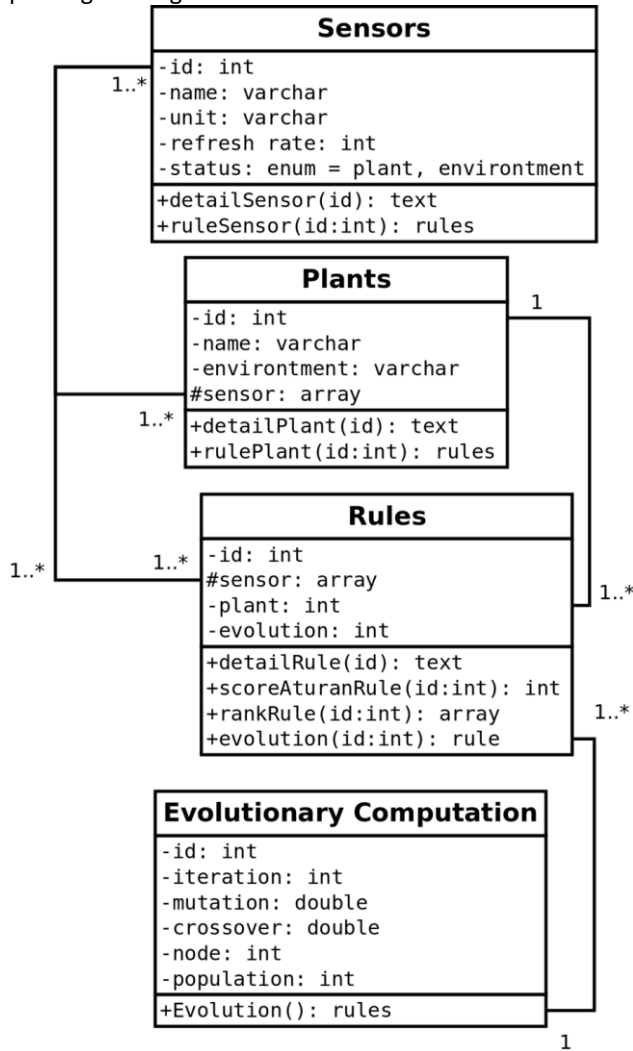 Sensors
-id: int
1..*
-name: varchar
-unit: varchar
-refresh rate: int
-status: enum = plant, environtment
+detailSensor(id): text
+ruleSensor(id:int): rules
Plants
1
-id: int
-name: varchar
-environtment: varchar
#sensor: array
1..*
+detailPlant(id): text
+rulePlant(id:int): rules
Rules
-id: int
1..*
1..*
#sensor: array
-plant: int
1..*
-evolution: int
+detailRule(id): text
+scoreAturanRule(id:int): int
+rankRule(id:int): array
1..*
+evolution(id:int): rule
Evolutionary Computation
-id: int
-iteration: int
-mutation: double
-crossover: double
-node: int
-population: int
+Evolution(): rules
1